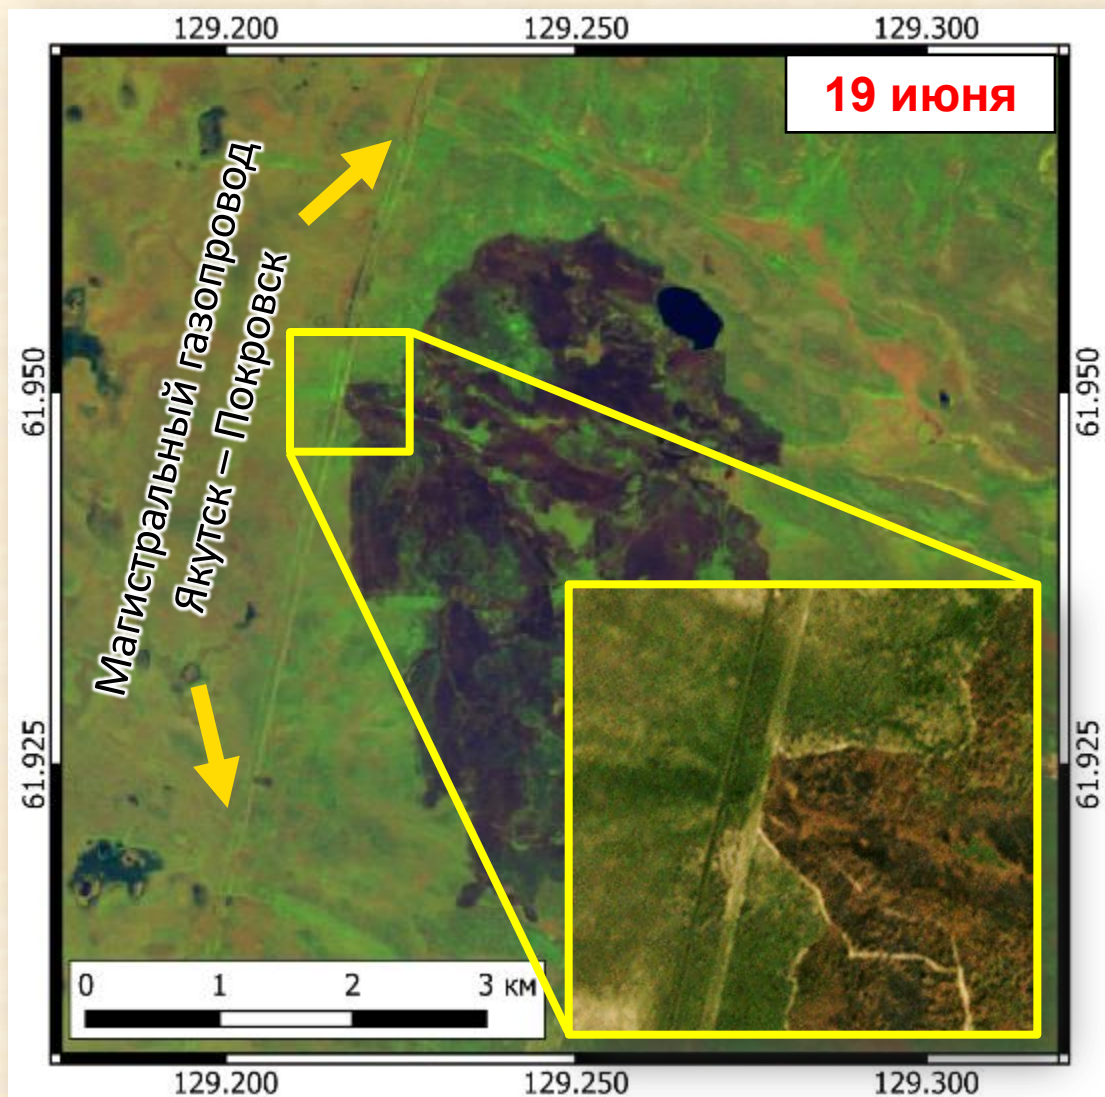 129.200 129.250 129.300
19 июня
Магистральный газопровод
Якутск – Покровск
61.950 61.950
61.925 61.925
0 1 2 3 км
129.200 129.250 129.300